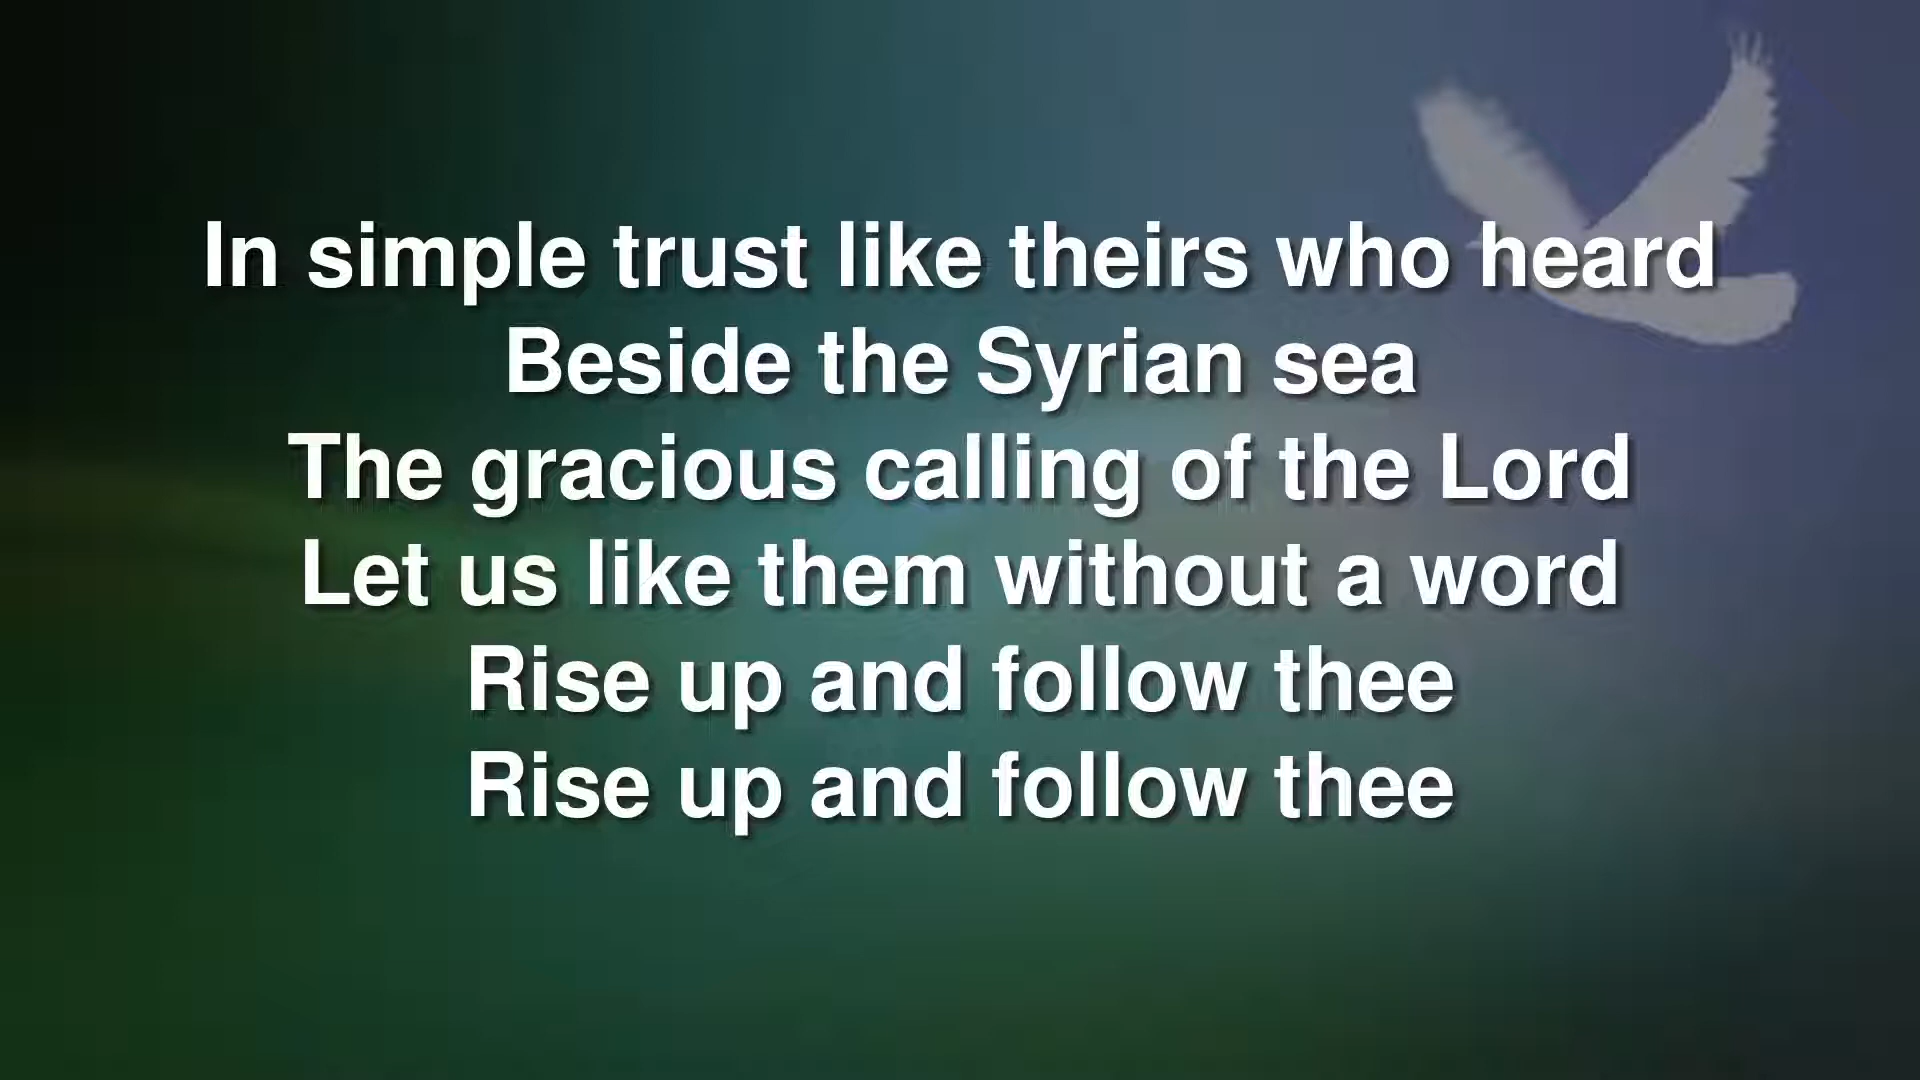 In simple trust like theirs who heard
Beside the Syrian sea
The gracious calling of the Lord
Let us like them without a word
Rise up and follow thee
Rise up and follow thee